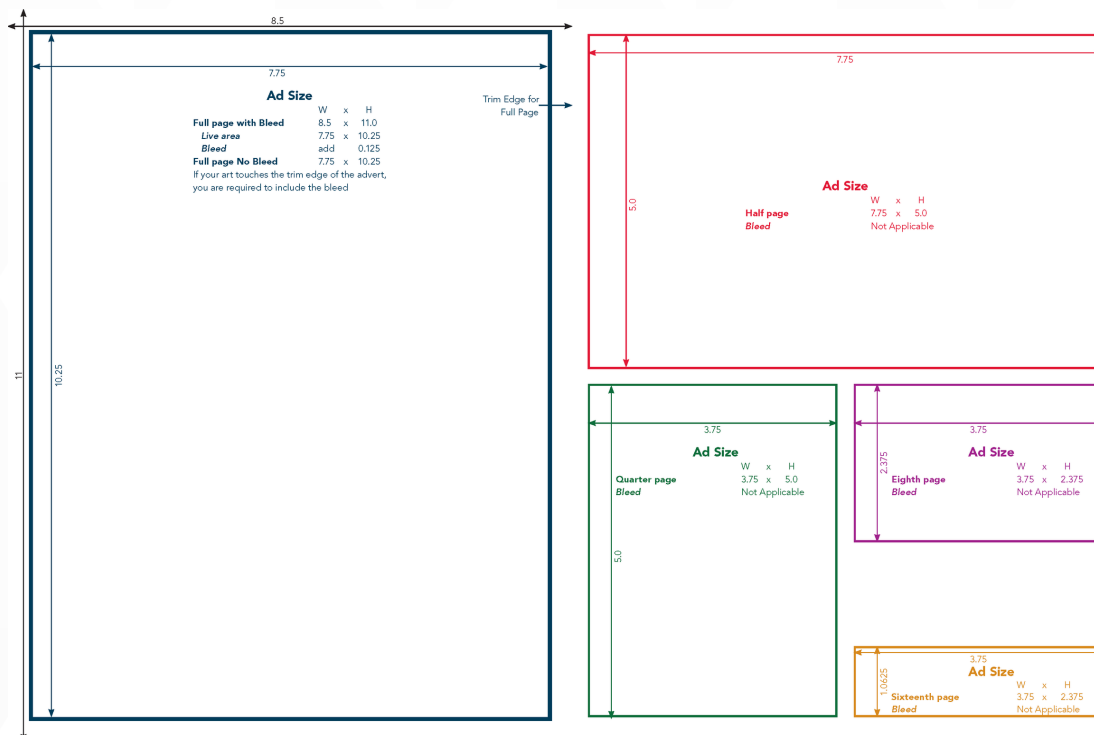 8.5
11
7.75
10.25
Ad Size
W x H
Full page with Bleed 8.5 x 11.0
Live area 7.75 x 10.25
Bleed add 0.125
Full page No Bleed 7.75 x 10.25
If your art touches the trim edge of the advert,
you are required to include the bleed
Trim Edge for
Full Page
7.75
5.0
Ad Size
W x H
Half page 7.75 x 5.0
Bleed Not Applicable
3.75
5.0
Ad Size
W x H
Quarter page 3.75 x 5.0
Bleed Not Applicable
3.75
2.375
Ad Size
W x H
Eighth page 3.75 x 2.375
Bleed Not Applicable
3.75
1.0625
Ad Size
W x H
Sixteenth page 3.75 x 2.375
Bleed Not Applicable